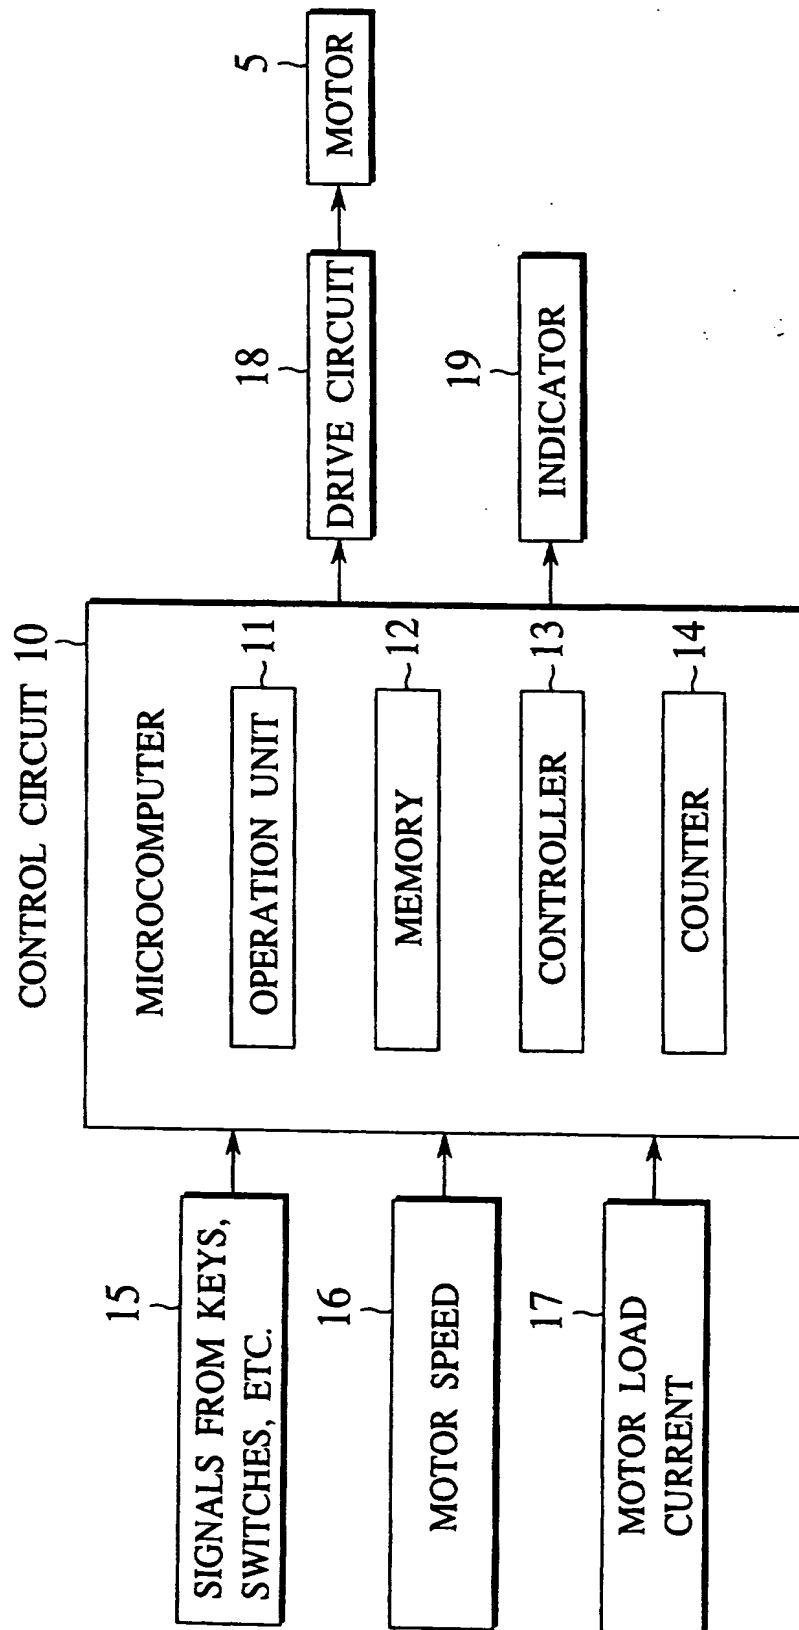 CONTROL CIRCUIT 10
MICROCOMPUTER
OPERATION UNIT
11
MEMORY
12
CONTROLLER
13
COUNTER
14
15
SIGNALS FROM KEYS,
SWITCHES, ETC.
16
MOTOR SPEED
17
MOTOR LOAD
CURRENT
18
DRIVE CIRCUIT
5
MOTOR
19
INDICATOR